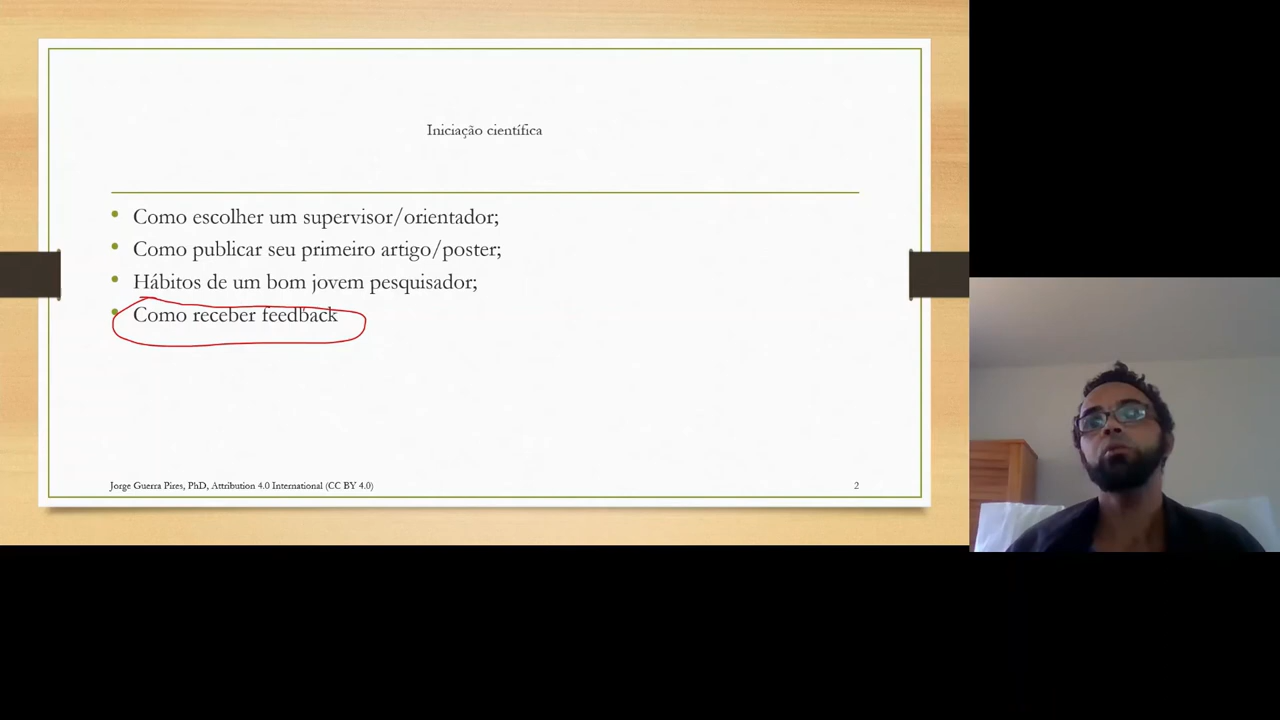 Iniciação científica
Como escolher um supervisor/orientador;
Como publicar seu primeiro artigo/poster;
Hábitos de um bom jovem pesquisador;
Como receber feedback
Jorge Guerra Pires, PhD, Attribution 4.0 International (CC BY 4.0)
2